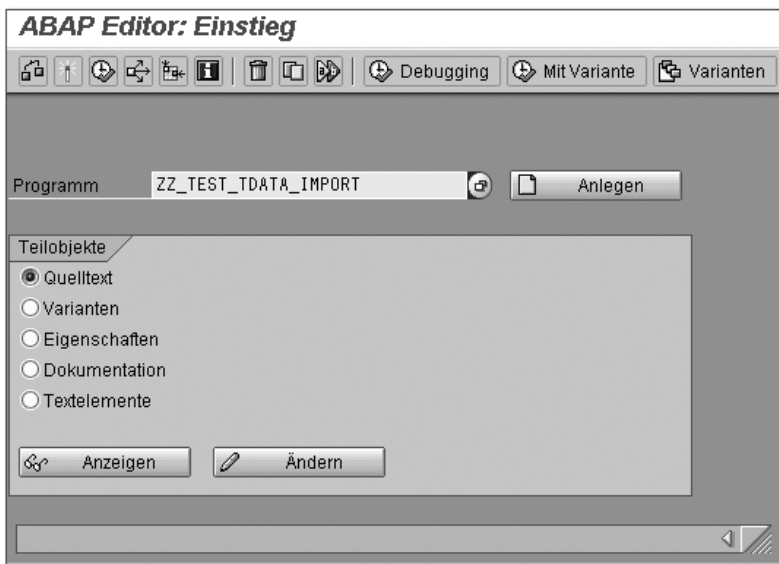 ABAP Editor: Einstieg
Debugging Mit Variante Varianten
Programm ZZ_TEST_TDATA_IMPORT Anlegen
Teilobjekte
Quelltext
Varianten
Eigenschaften
Dokumentation
Textelemente
Anzeigen Ändern